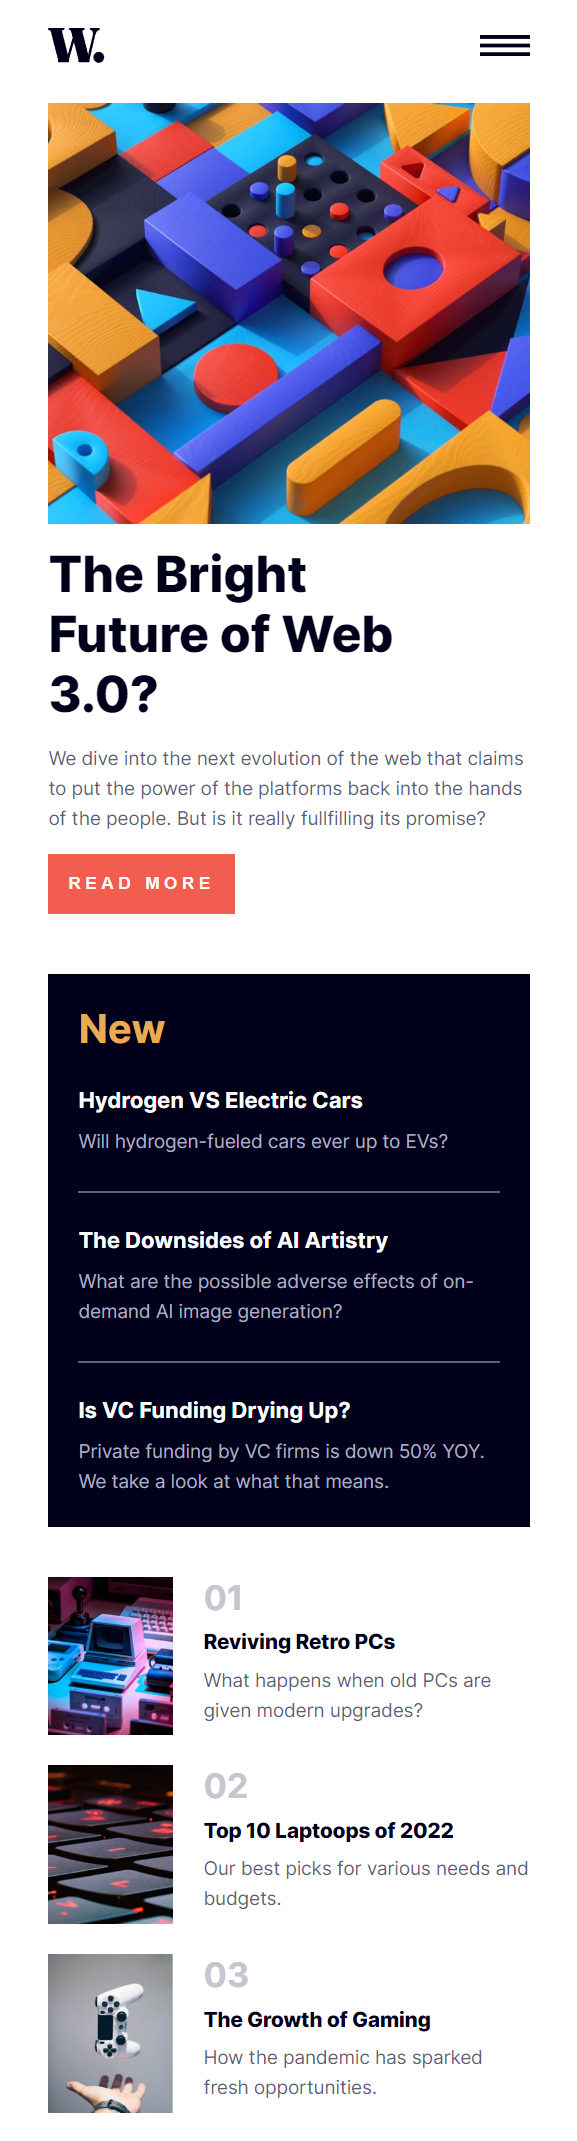 W.
The Bright
Future of Web
3.0?
We dive into the next evolution of the web that claims
to put the power of the platforms back into the hands
of the people. But is it really fullfilling its promise?
READ MORE
New
Hydrogen VS Electric Cars
Will hydrogen-fueled cars ever up to EVs?
The Downsides of AI Artistry
What are the possible adverse effects of on-
demand AI image generation?
Is VC Funding Drying Up?
Private funding by VC firms is down 50% YOY.
We take a look at what that means.
01
Reviving Retro PCs
What happens when old PCs are
given modern upgrades?
02
Top 10 Laptoops of 2022
Our best picks for various needs and
budgets.
03
The Growth of Gaming
How the pandemic has sparked
fresh opportunities.